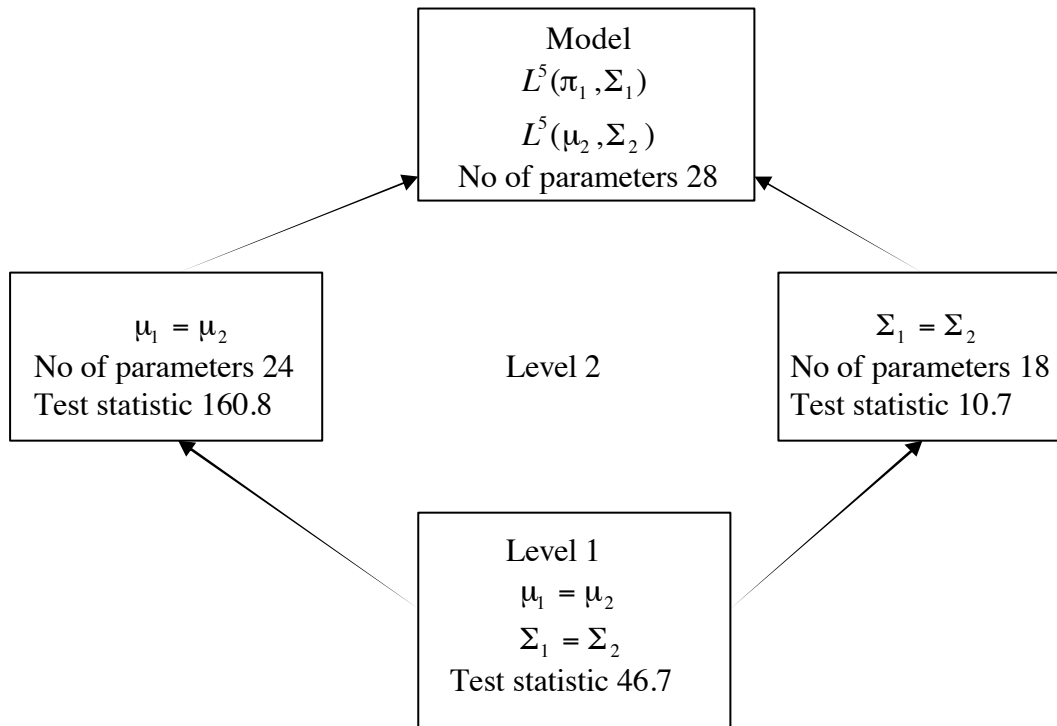 Model
L⁵(π₁,Σ₁)
L⁵(μ₂,Σ₂)
No of parameters 28
μ₁ = μ₂
No of parameters 24
Test statistic 160.8
Level 2
Σ₁ = Σ₂
No of parameters 18
Test statistic 10.7
Level 1
μ₁ = μ₂
Σ₁ = Σ₂
Test statistic 46.7